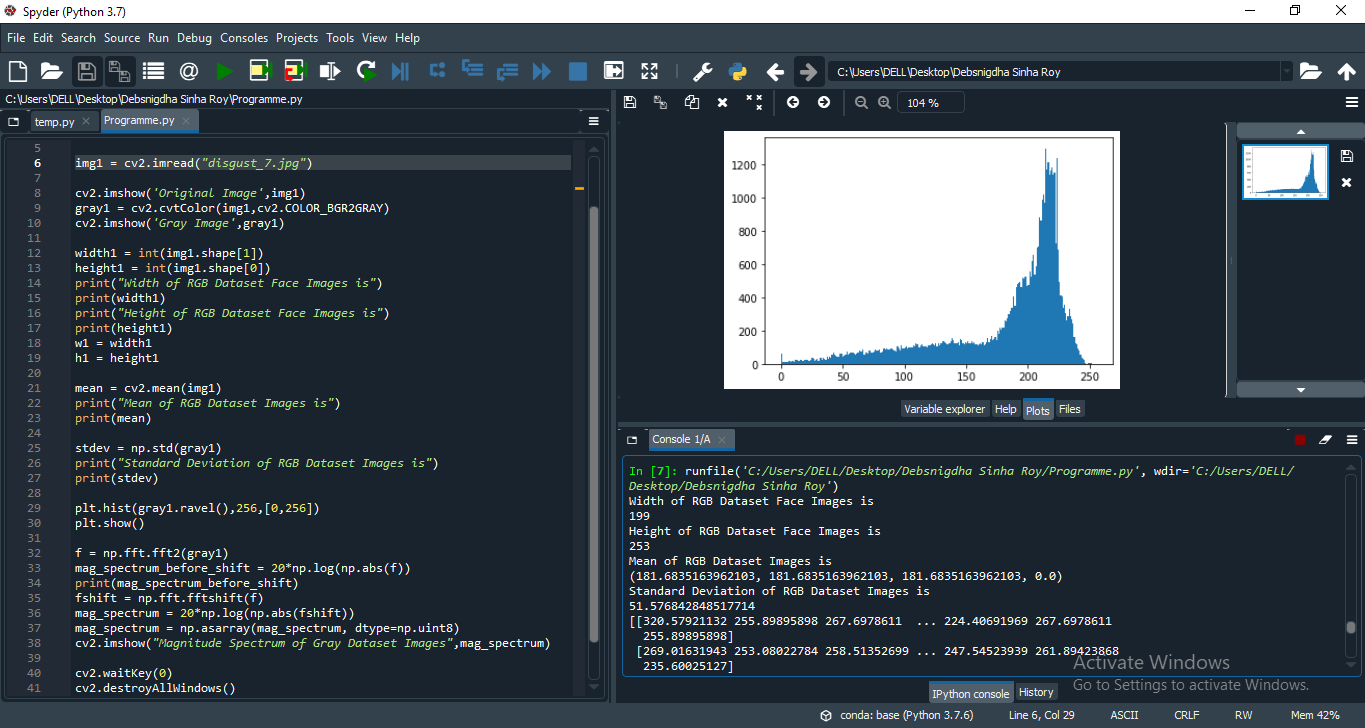 Spyder (Python 3.7)
File Edit Search Source Run Debug Consoles Projects Tools View Help
C:\Users\DELL\Desktop\Debsnigdha Sinha Roy
C:\Users\DELL\Desktop\Debsnigdha Sinha Roy\Programme.py
temp.py
Programme.py
5
6 img1 = cv2.imread("disgust_7.jpg")
7
8 cv2.imshow('Original Image',img1)
9 gray1 = cv2.cvtColor(img1,cv2.COLOR_BGR2GRAY)
10 cv2.imshow('Gray Image',gray1)
11
12 width1 = int(img1.shape[1])
13 height1 = int(img1.shape[0])
14 print("Width of RGB Dataset Face Images is")
15 print(width1)
16 print("Height of RGB Dataset Face Images is")
17 print(height1)
18 w1 = width1
19 h1 = height1
20
21 mean = cv2.mean(img1)
22 print("Mean of RGB Dataset Images is")
23 print(mean)
24
25 stdev = np.std(gray1)
26 print("Standard Deviation of RGB Dataset Images is")
27 print(stdev)
28
29 plt.hist(gray1.ravel(),256,[0,256])
30 plt.show()
31
32 f = np.fft.fft2(gray1)
33 mag_spectrum_before_shift = 20*np.log(np.abs(f))
34 print(mag_spectrum_before_shift)
35 fshift = np.fft.fftshift(f)
36 mag_spectrum = 20*np.log(np.abs(fshift))
37 mag_spectrum = np.asarray(mag_spectrum, dtype=np.uint8)
38 cv2.imshow("Magnitude Spectrum of Gray Dataset Images",mag_spectrum)
39
40 cv2.waitKey(0)
41 cv2.destroyAllWindows()
104 %
1200
1000
800
600
400
200
0
0 50 100 150 200 250
Variable explorer Help Plots Files
Console 1/A
In [7]: runfile('C:/Users/DELL/Desktop/Debsnigdha Sinha Roy/Programme.py', wdir='C:/Users/DELL/
Desktop/Debsnigdha Sinha Roy')
Width of RGB Dataset Face Images is
199
Height of RGB Dataset Face Images is
253
Mean of RGB Dataset Images is
(181.6835163962103, 181.6835163962103, 181.6835163962103, 0.0)
Standard Deviation of RGB Dataset Images is
51.576842848517714
[[320.57921132 255.89895898 267.6978611 ... 224.40691969 267.6978611
255.89895898]
[269.01631943 253.08022784 258.51352699 ... 247.54523939 261.89423868
235.60025127]
Activate Windows
Go to Settings to activate Windows.
IPython console History
conda: base (Python 3.7.6) Line 6, Col 29 ASCII CRLF RW Mem 42%